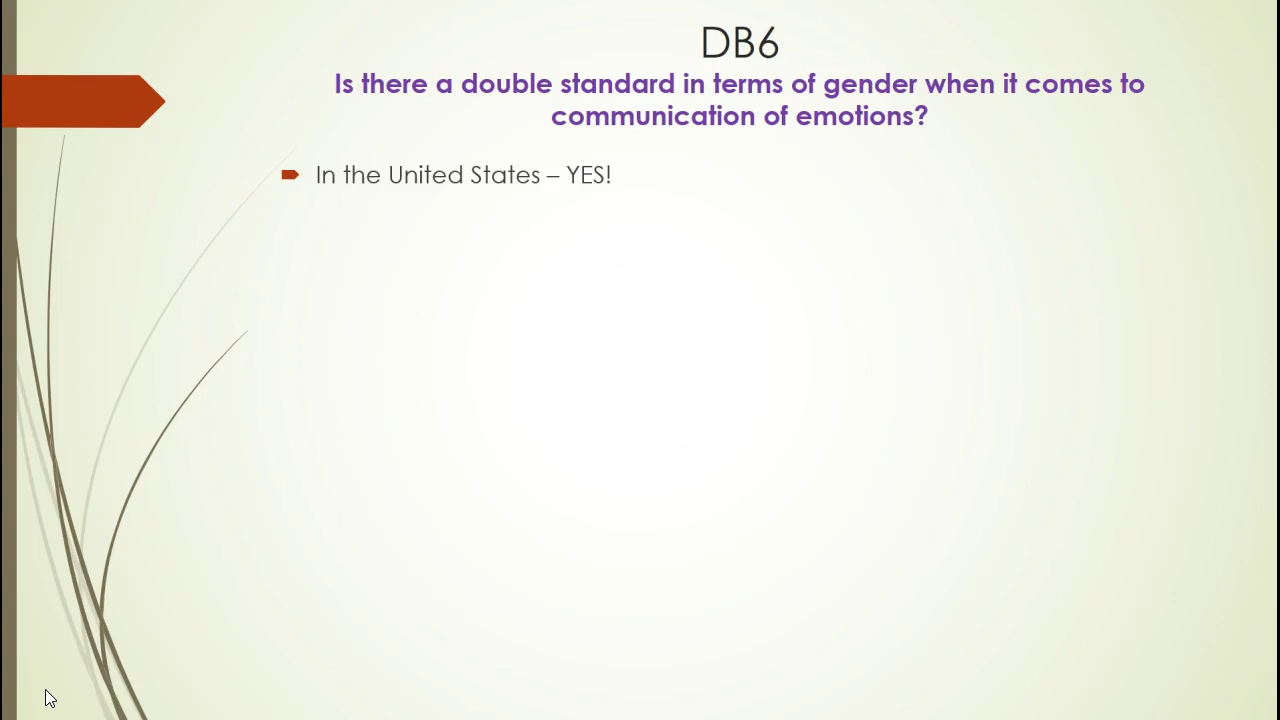 DB6
Is there a double standard in terms of gender when it comes to
communication of emotions?
In the United States – YES!